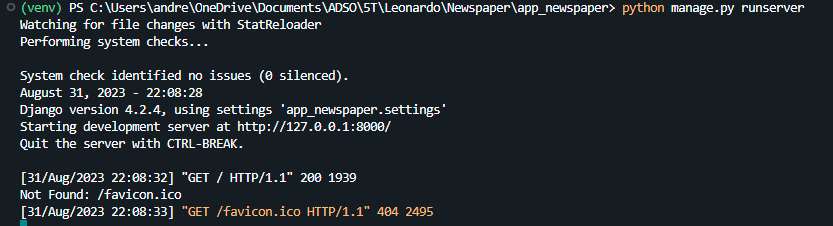 (venv) PS C:\Users\andre\OneDrive\Documents\ADSO\5T\Leonardo\Newspaper\app_newspaper> python manage.py runserver
Watching for file changes with StatReloader
Performing system checks...
System check identified no issues (0 silenced).
August 31, 2023 - 22:08:28
Django version 4.2.4, using settings 'app_newspaper.settings'
Starting development server at http://127.0.0.1:8000/
Quit the server with CTRL-BREAK.
[31/Aug/2023 22:08:32] "GET / HTTP/1.1" 200 1939
Not Found: /favicon.ico
[31/Aug/2023 22:08:33] "GET /favicon.ico HTTP/1.1" 404 2495